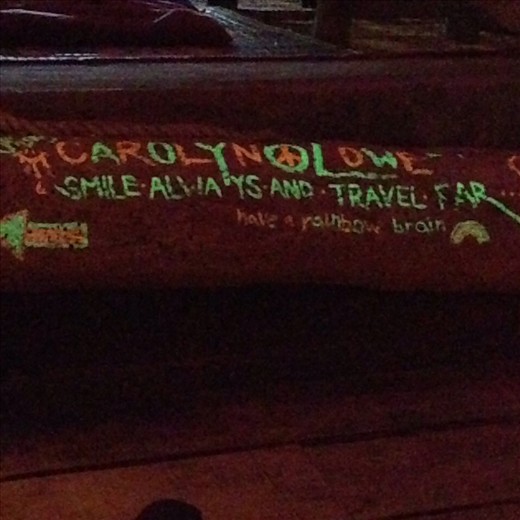 CAROLYN LOWE
SMILE ALWAYS AND TRAVEL FAR
have a rainbow brain